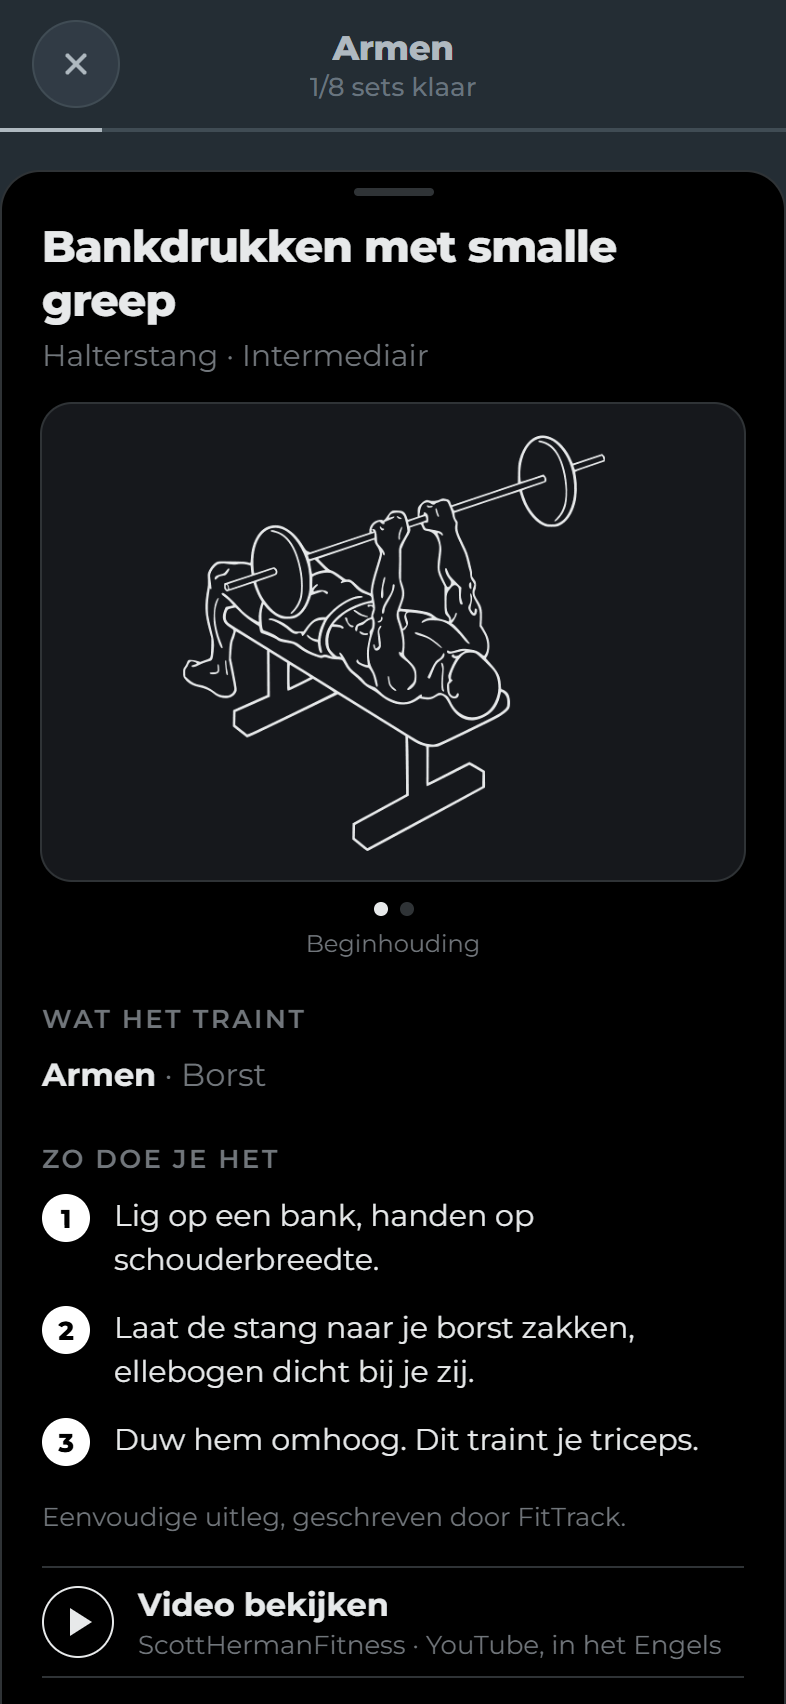 Armen
1/8 sets klaar
Bankdrukken met smalle
greep
Halterstang · Intermediair
Beginhouding
WAT HET TRAINT
Armen · Borst
ZO DOE JE HET
1 Lig op een bank, handen op
schouderbreedte.
2 Laat de stang naar je borst zakken,
ellebogen dicht bij je zij.
3 Duw hem omhoog. Dit traint je triceps.
Eenvoudige uitleg, geschreven door FitTrack.
Video bekijken
ScottHermanFitness · YouTube, in het Engels